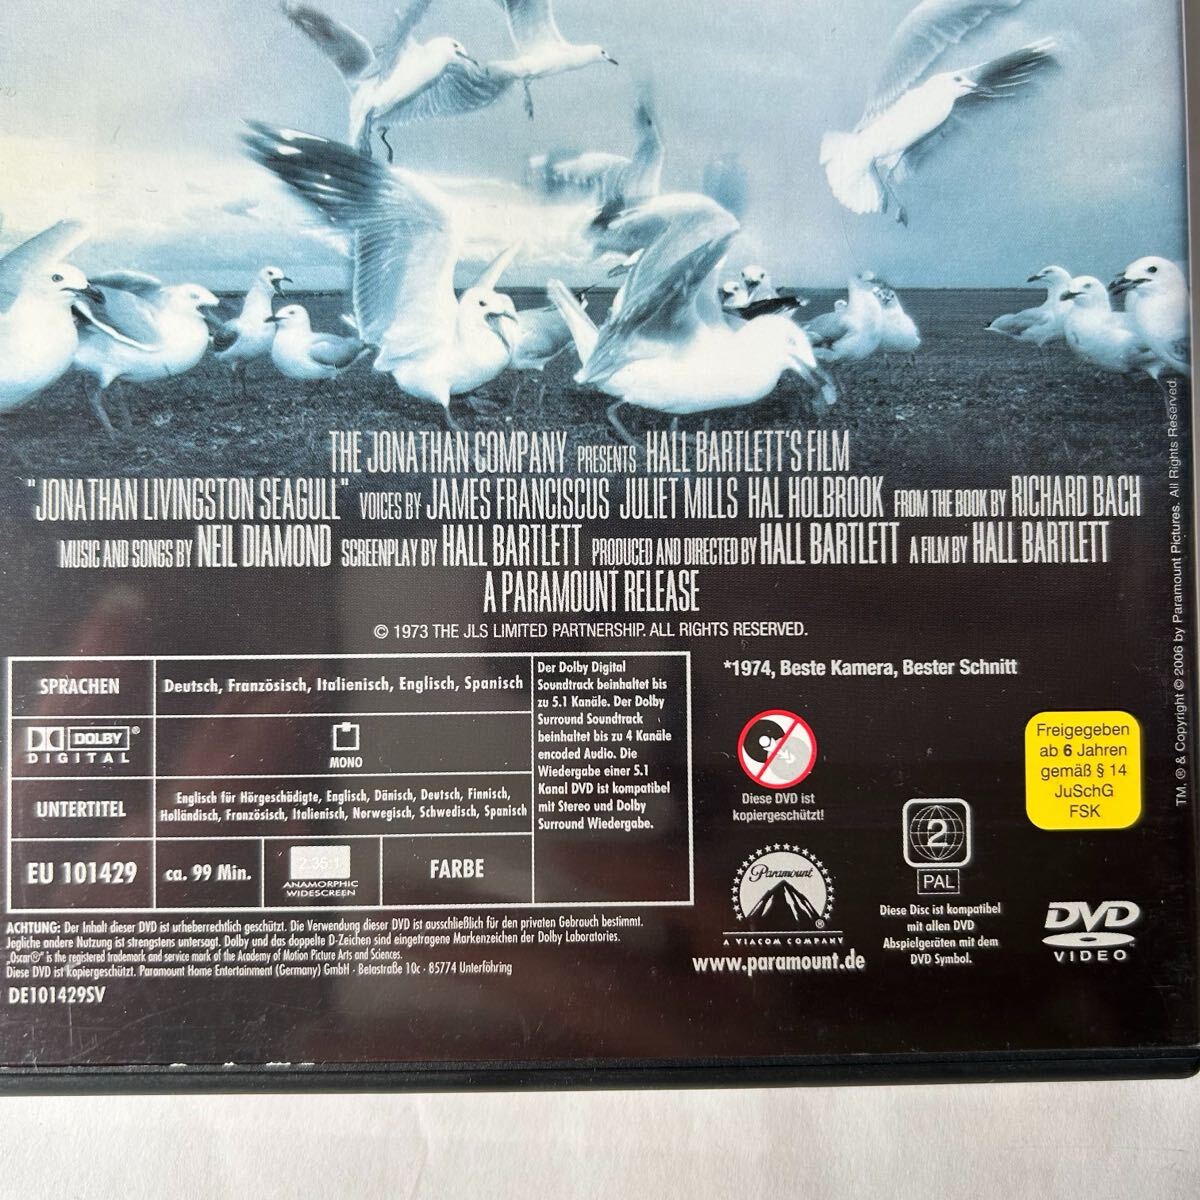 THE JONATHAN COMPANY PRESENTS HALL BARTLETT'S FILM
"JONATHAN LIVINGSTON SEAGULL" VOICES BY JAMES FRANCISCUS JULIET MILLS HAL HOLBROOK FROM THE BOOK BY RICHARD BACH
MUSIC AND SONGS BY NEIL DIAMOND SCREENPLAY BY HALL BARTLETT PRODUCED AND DIRECTED BY HALL BARTLETT A FILM BY HALL BARTLETT
A PARAMOUNT RELEASE
© 1973 THE JLS LIMITED PARTNERSHIP. ALL RIGHTS RESERVED.
SPRACHEN
Deutsch, Französisch, Italienisch, Englisch, Spanisch
DOLBY®
DIGITAL
MONO
UNTERTITEL
Englisch für Hörgeschädigte, Englisch, Dänisch, Deutsch, Finnisch,
Holländisch, Französisch, Italienisch, Norwegisch, Schwedisch, Spanisch
EU 101429
ca. 99 Min.
2.35:1
ANAMORPHIC
WIDESCREEN
FARBE
Der Dolby Digital
Soundtrack beinhaltet bis
zu 5.1 Kanäle. Der Dolby
Surround Soundtrack
beinhaltet bis zu 4 Kanäle
encoded Audio. Die
Wiedergabe einer 5.1
Kanal DVD ist kompatibel
mit Stereo und Dolby
Surround Wiedergabe.
*1974, Beste Kamera, Bester Schnitt
Diese DVD ist
kopiergeschützt!
Freigegeben
ab 6 Jahren
gemäß § 14
JuSchG
FSK
Paramount
®
A VIACOM COMPANY
www.paramount.de
2
PAL
Diese Disc ist kompatibel
mit allen DVD
Abspielgeräten mit dem
DVD Symbol.
DVD
VIDEO™
ACHTUNG: Der Inhalt dieser DVD ist urheberrechtlich geschützt. Die Verwendung dieser DVD ist ausschließlich für den privaten Gebrauch bestimmt.
Jegliche andere Nutzung ist strengstens untersagt. Dolby und das doppelte D-Zeichen sind eingetragene Markenzeichen der Dolby Laboratories.
„Oscar®" is the registered trademark and service mark of the Academy of Motion Picture Arts and Sciences.
Diese DVD ist kopiergeschützt. Paramount Home Entertainment (Germany) GmbH · Betastraße 10c · 85774 Unterföhring
DE101429SV
TM, ® & Copyright © 2006 by Paramount Pictures. All Rights Reserved.